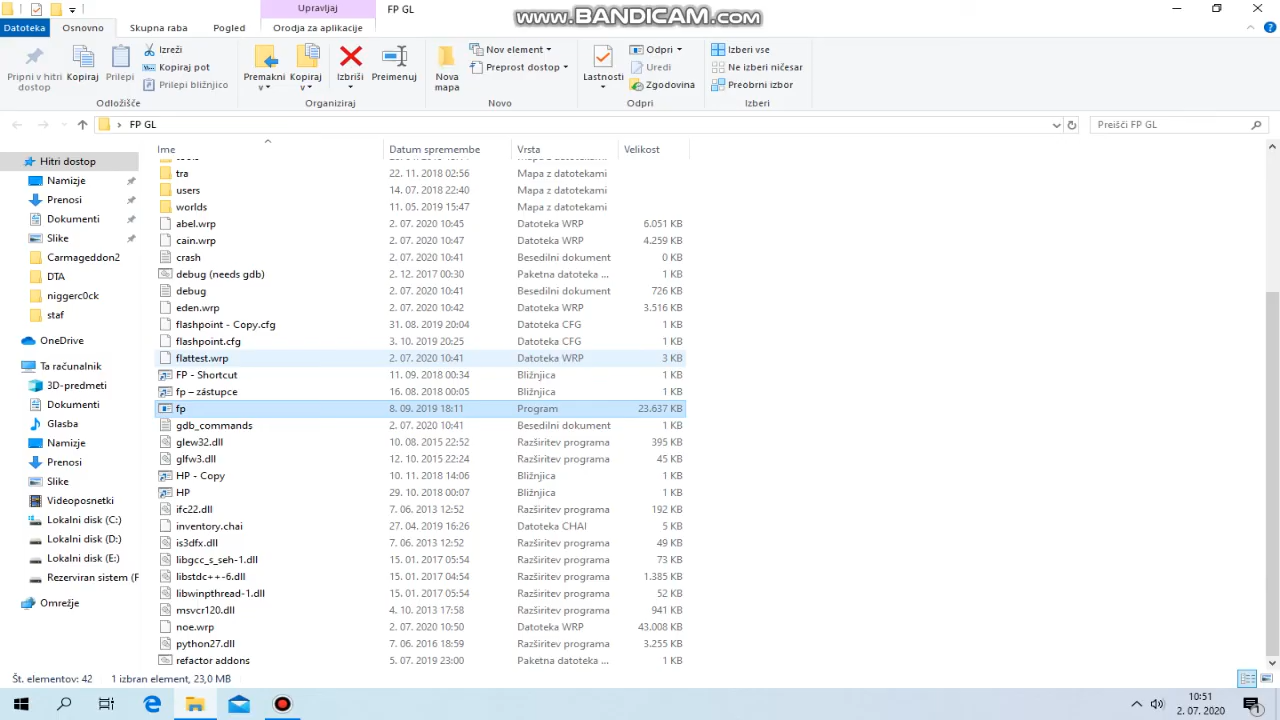 Upravljaj
FP GL
www.BANDICAM.com
Datoteka Osnovno Skupna raba Pogled Orodja za aplikacije
Pripni v hitri dostop
Kopiraj
Prilepi
Izreži
Kopiraj pot
Prilepi bližnjico
Premakni v
Kopiraj v
Izbriši
Preimenuj
Nova mapa
Nov element
Preprost dostop
Lastnosti
Odpri
Uredi
Zgodovina
Izberi vse
Ne izberi ničesar
Preobrni izbor
Odložišče Organiziraj Novo Odpri Izberi
FP GL
Preišči FP GL
Ime Datum spremembe Vrsta Velikost
Hitri dostop
Namizje
Prenosi
Dokumenti
Slike
Carmageddon2
DTA
niggerc0ck
staf
OneDrive
Ta računalnik
3D-predmeti
Dokumenti
Glasba
Namizje
Prenosi
Slike
Videoposnetki
Lokalni disk (C:)
Lokalni disk (D:)
Lokalni disk (E:)
Rezerviran sistem (F
Omrežje
tra 22. 11. 2018 02:56 Mapa z datotekami
users 14. 07. 2018 22:40 Mapa z datotekami
worlds 11. 05. 2019 15:47 Mapa z datotekami
abel.wrp 2. 07. 2020 10:45 Datoteka WRP 6.051 KB
cain.wrp 2. 07. 2020 10:47 Datoteka WRP 4.259 KB
crash 2. 07. 2020 10:41 Besedilni dokument 0 KB
debug (needs gdb) 2. 12. 2017 00:30 Paketna datoteka ... 1 KB
debug 2. 07. 2020 10:41 Besedilni dokument 726 KB
eden.wrp 2. 07. 2020 10:42 Datoteka WRP 3.516 KB
flashpoint - Copy.cfg 31. 08. 2019 20:04 Datoteka CFG 1 KB
flashpoint.cfg 3. 10. 2019 20:25 Datoteka CFG 1 KB
flattest.wrp 2. 07. 2020 10:41 Datoteka WRP 3 KB
FP - Shortcut 11. 09. 2018 00:34 Bližnjica 1 KB
fp – zástupce 16. 08. 2018 00:05 Bližnjica 1 KB
fp 8. 09. 2019 18:11 Program 23.637 KB
gdb_commands 2. 07. 2020 10:41 Besedilni dokument 1 KB
glew32.dll 10. 08. 2015 22:52 Razširitev programa 395 KB
glfw3.dll 12. 10. 2015 22:24 Razširitev programa 45 KB
HP - Copy 10. 11. 2018 14:06 Bližnjica 1 KB
HP 29. 10. 2018 00:07 Bližnjica 1 KB
ifc22.dll 7. 06. 2013 12:52 Razširitev programa 192 KB
inventory.chai 27. 04. 2019 16:26 Datoteka CHAI 5 KB
is3dfx.dll 7. 06. 2013 12:52 Razširitev programa 49 KB
libgcc_s_seh-1.dll 15. 01. 2017 05:54 Razširitev programa 73 KB
libstdc++-6.dll 15. 01. 2017 04:54 Razširitev programa 1.385 KB
libwinpthread-1.dll 15. 01. 2017 05:54 Razširitev programa 52 KB
msvcr120.dll 4. 10. 2013 17:58 Razširitev programa 941 KB
noe.wrp 2. 07. 2020 10:50 Datoteka WRP 43.008 KB
python27.dll 7. 06. 2016 18:59 Razširitev programa 3.255 KB
refactor addons 5. 07. 2019 23:00 Paketna datoteka ... 1 KB
Št. elementov: 42 1 izbran element, 23,0 MB
10:51
2. 07. 2020
1